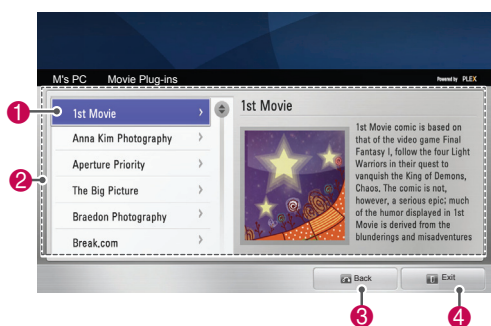 M's PC Movie Plug-ins
Powered by PLEX
1
1st Movie
Anna Kim Photography
Aperture Priority
2
The Big Picture
Braedon Photography
Break.com
1st Movie
1st Movie comic is based on
that of the video game Final
Fantasy I, follow the four Light
Warriors in their quest to
vanquish the King of Demons,
Chaos. The comic is not,
however, a serious epic; much
of the humor displayed in 1st
Movie is derived from the
blunderings and misadventures
Back
Exit
3
4